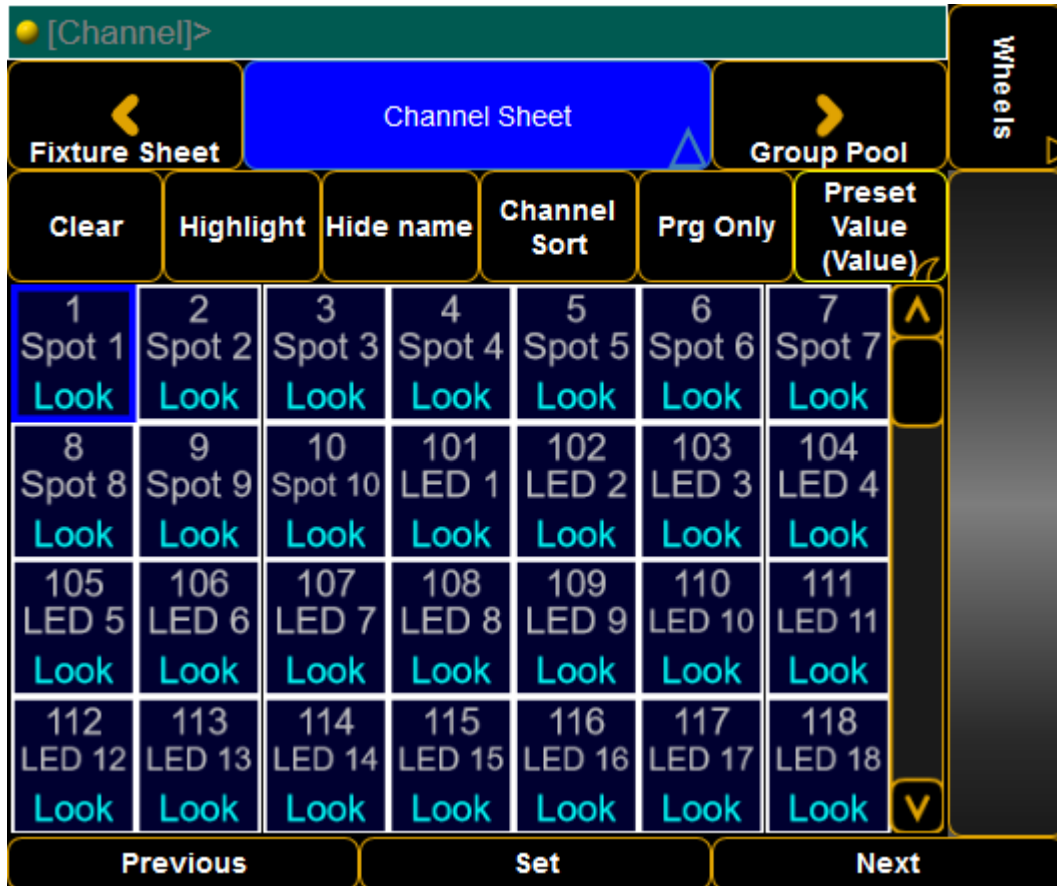 [Channel]>
Wheels
Fixture Sheet
Channel Sheet
Group Pool
Clear
Highlight
Hide name
Channel
Sort
Prg Only
Preset
Value
(Value)
1 2 3 4 5 6 7
Spot 1 Spot 2 Spot 3 Spot 4 Spot 5 Spot 6 Spot 7
Look Look Look Look Look Look Look
8 9 10 101 102 103 104
Spot 8 Spot 9 Spot 10 LED 1 LED 2 LED 3 LED 4
Look Look Look Look Look Look Look
105 106 107 108 109 110 111
LED 5 LED 6 LED 7 LED 8 LED 9 LED 10 LED 11
Look Look Look Look Look Look Look
112 113 114 115 116 117 118
LED 12 LED 13 LED 14 LED 15 LED 16 LED 17 LED 18
Look Look Look Look Look Look Look
Previous Set Next